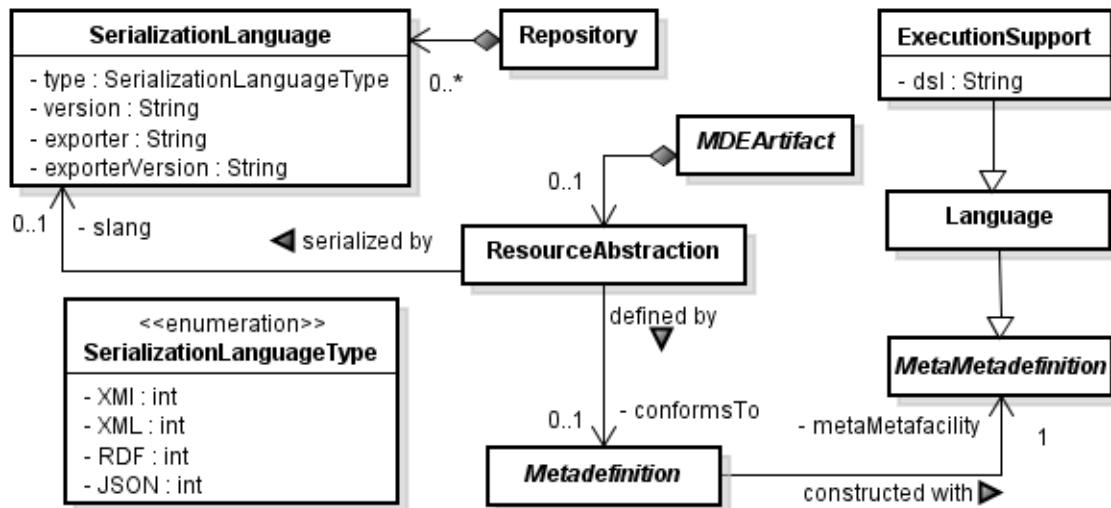 SerializationLanguage
- type : SerializationLanguageType
- version : String
- exporter : String
- exporterVersion : String
0..*
Repository
ExecutionSupport
- dsl : String
MDEArtifact
0..1
Language
0..1
- slang
serialized by
ResourceAbstraction
defined by
<<enumeration>>
SerializationLanguageType
- XMI : int
- XML : int
- RDF : int
- JSON : int
MetaMetadefinition
0..1
- conformsTo
- metaMetafacility
1
Metadefinition
constructed with